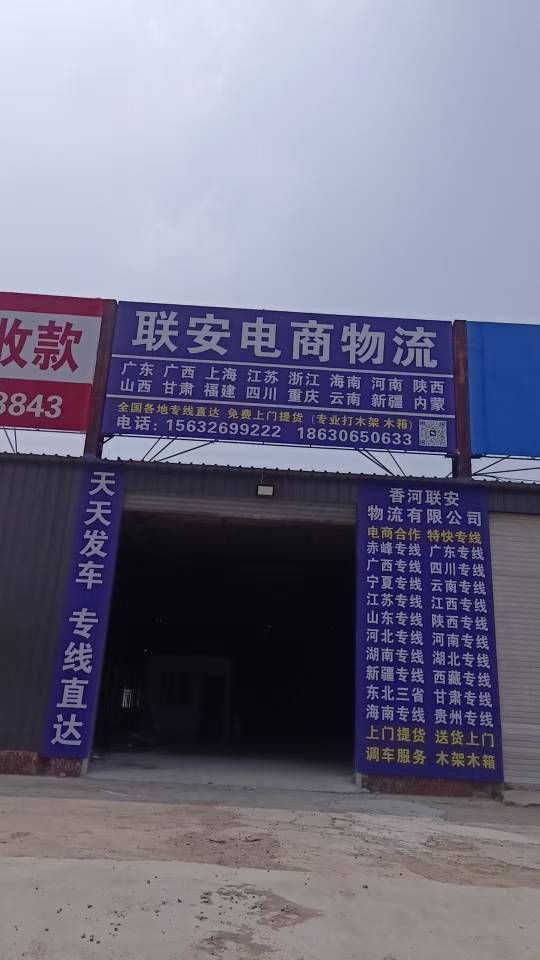 收款
8843
联安电商物流
广东 广西 上海 江苏 浙江 海南 河南 陕西
山西 甘肃 福建 四川 重庆 云南 新疆 内蒙
全国各地专线直达 免费上门提货（专业打木架 木箱）
电话：15632699222 18630650633
天天发车 专线直达
香河联安
物流有限公司
电商合作 特快专线
赤峰专线 广东专线
广西专线 四川专线
宁夏专线 云南专线
江苏专线 江西专线
山东专线 陕西专线
河北专线 河南专线
湖南专线 湖北专线
新疆专线 西藏专线
东北三省 甘肃专线
海南专线 贵州专线
上门提货 送货上门
调车服务 木架木箱